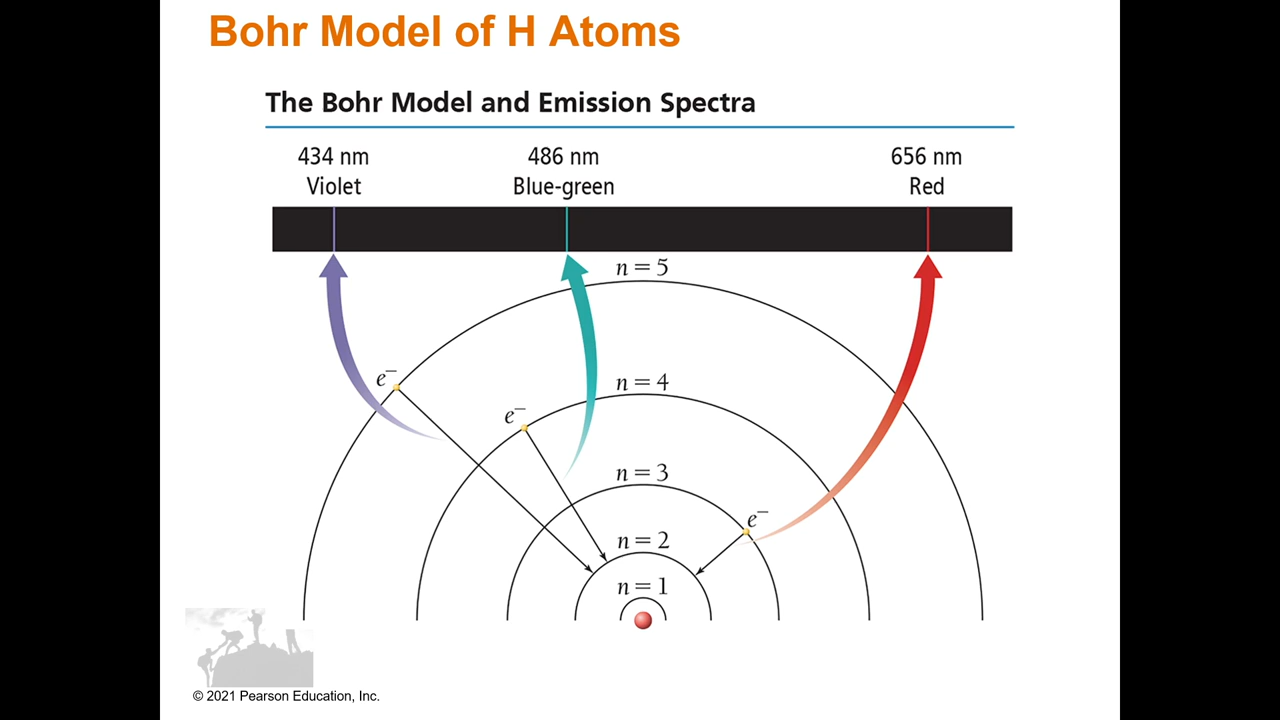 Bohr Model of H Atoms
The Bohr Model and Emission Spectra
434 nm
Violet
486 nm
Blue-green
656 nm
Red
n = 5
e⁻
n = 4
e⁻
n = 3
e⁻
n = 2
n = 1
© 2021 Pearson Education, Inc.